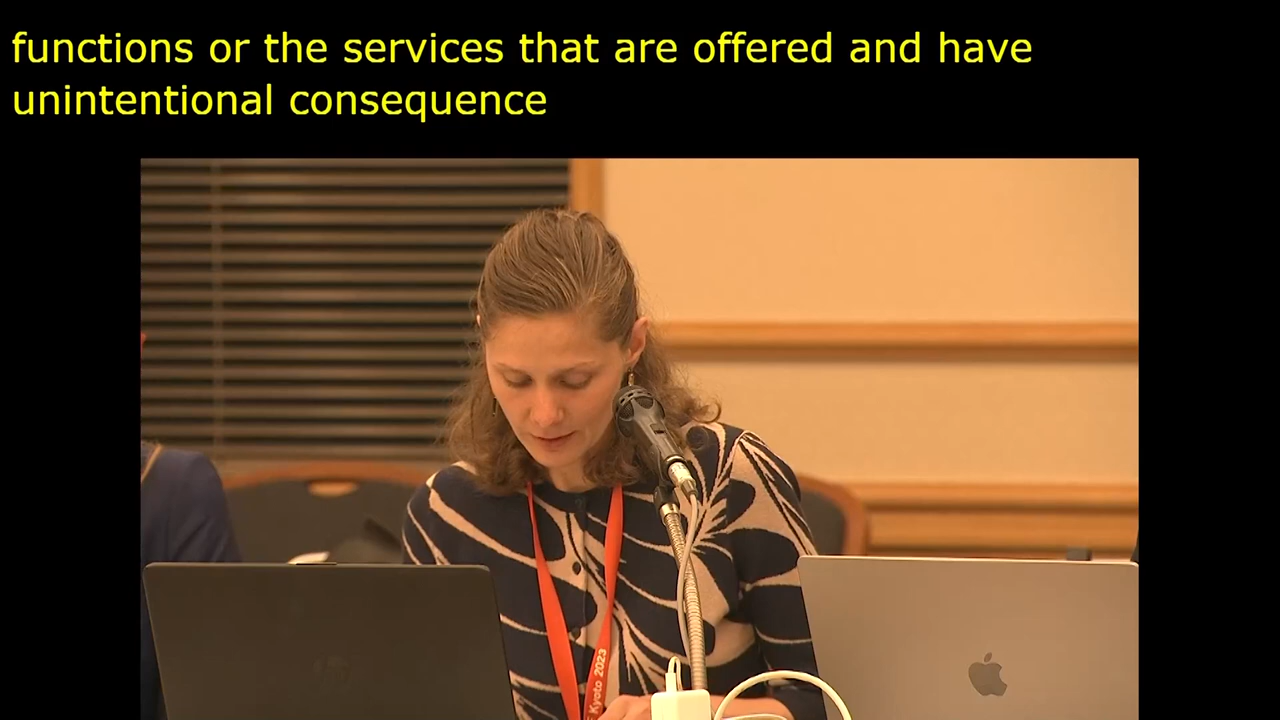 functions or the services that are offered and have
unintentional consequence
Kyoto 2023